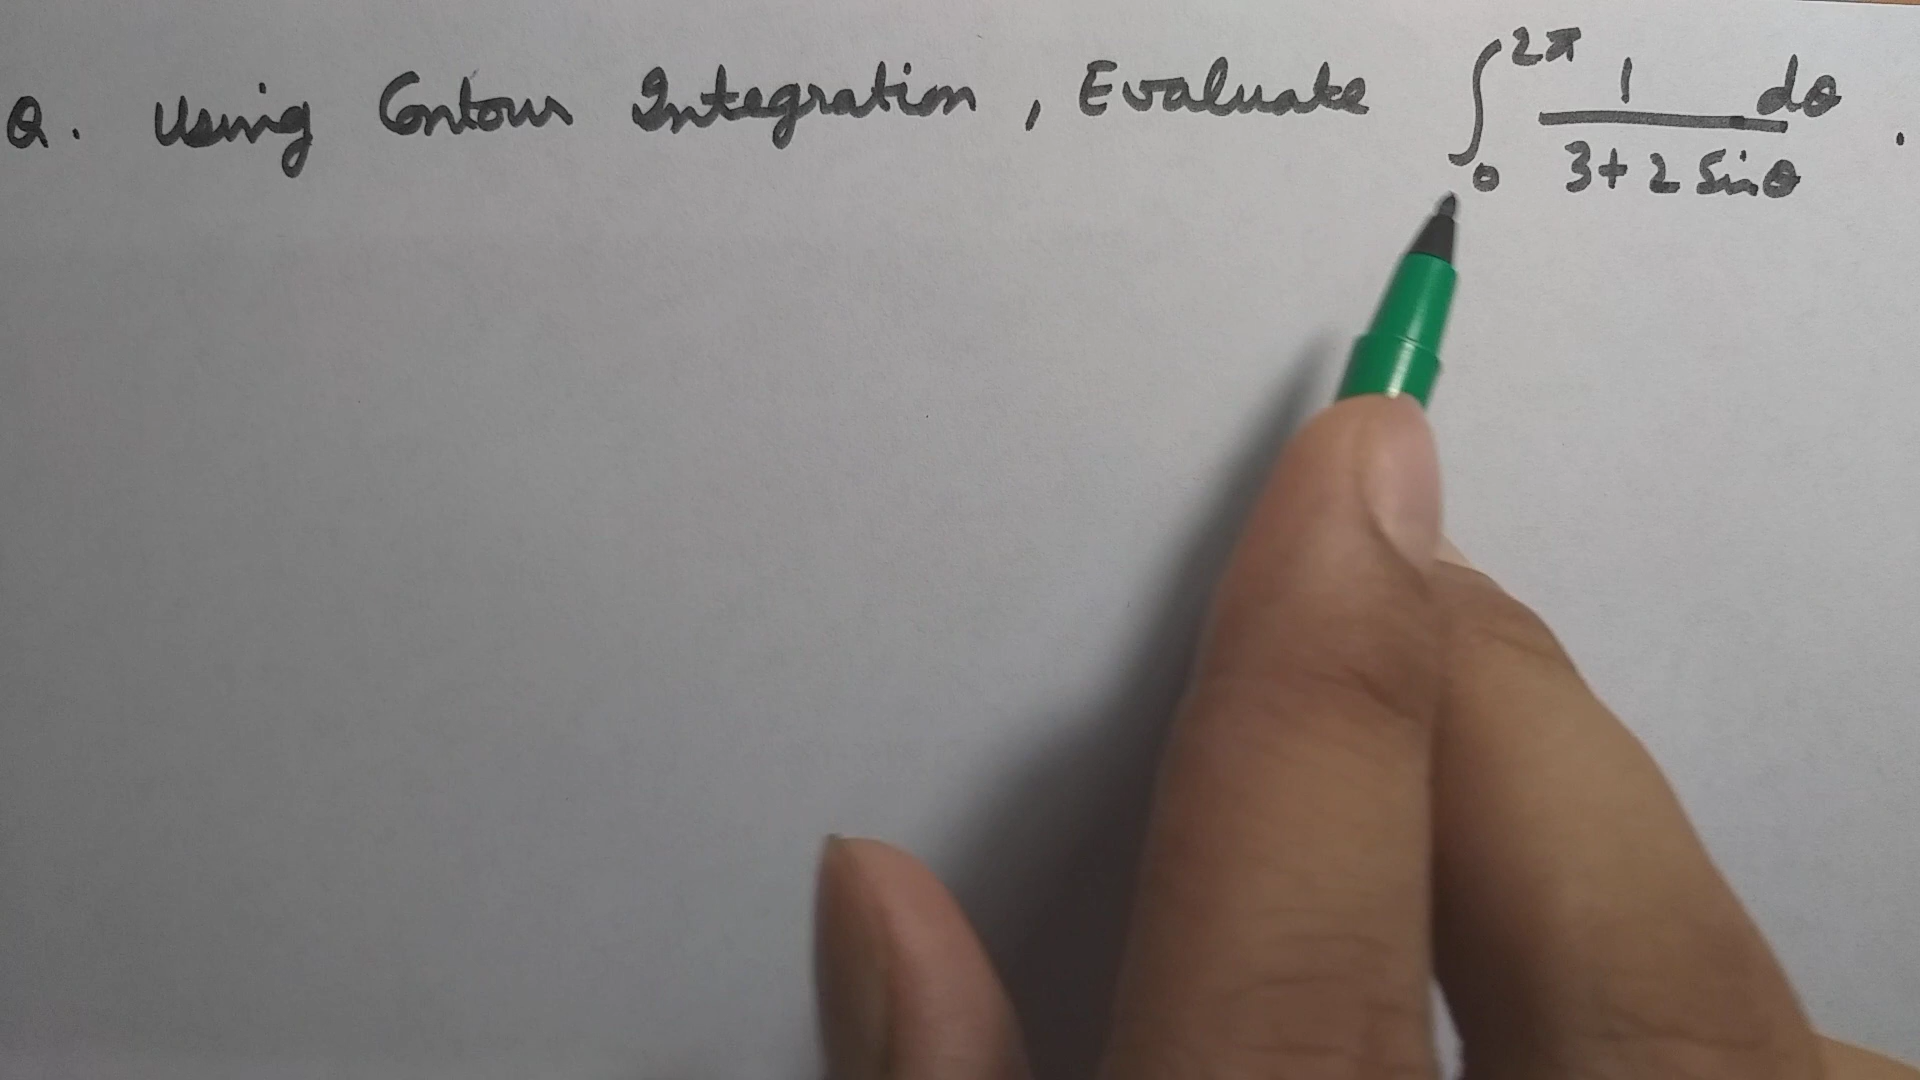 Q. Using Contour Integration, Evaluate ∫₀^2π 1/(3+2 Sinθ) dθ.